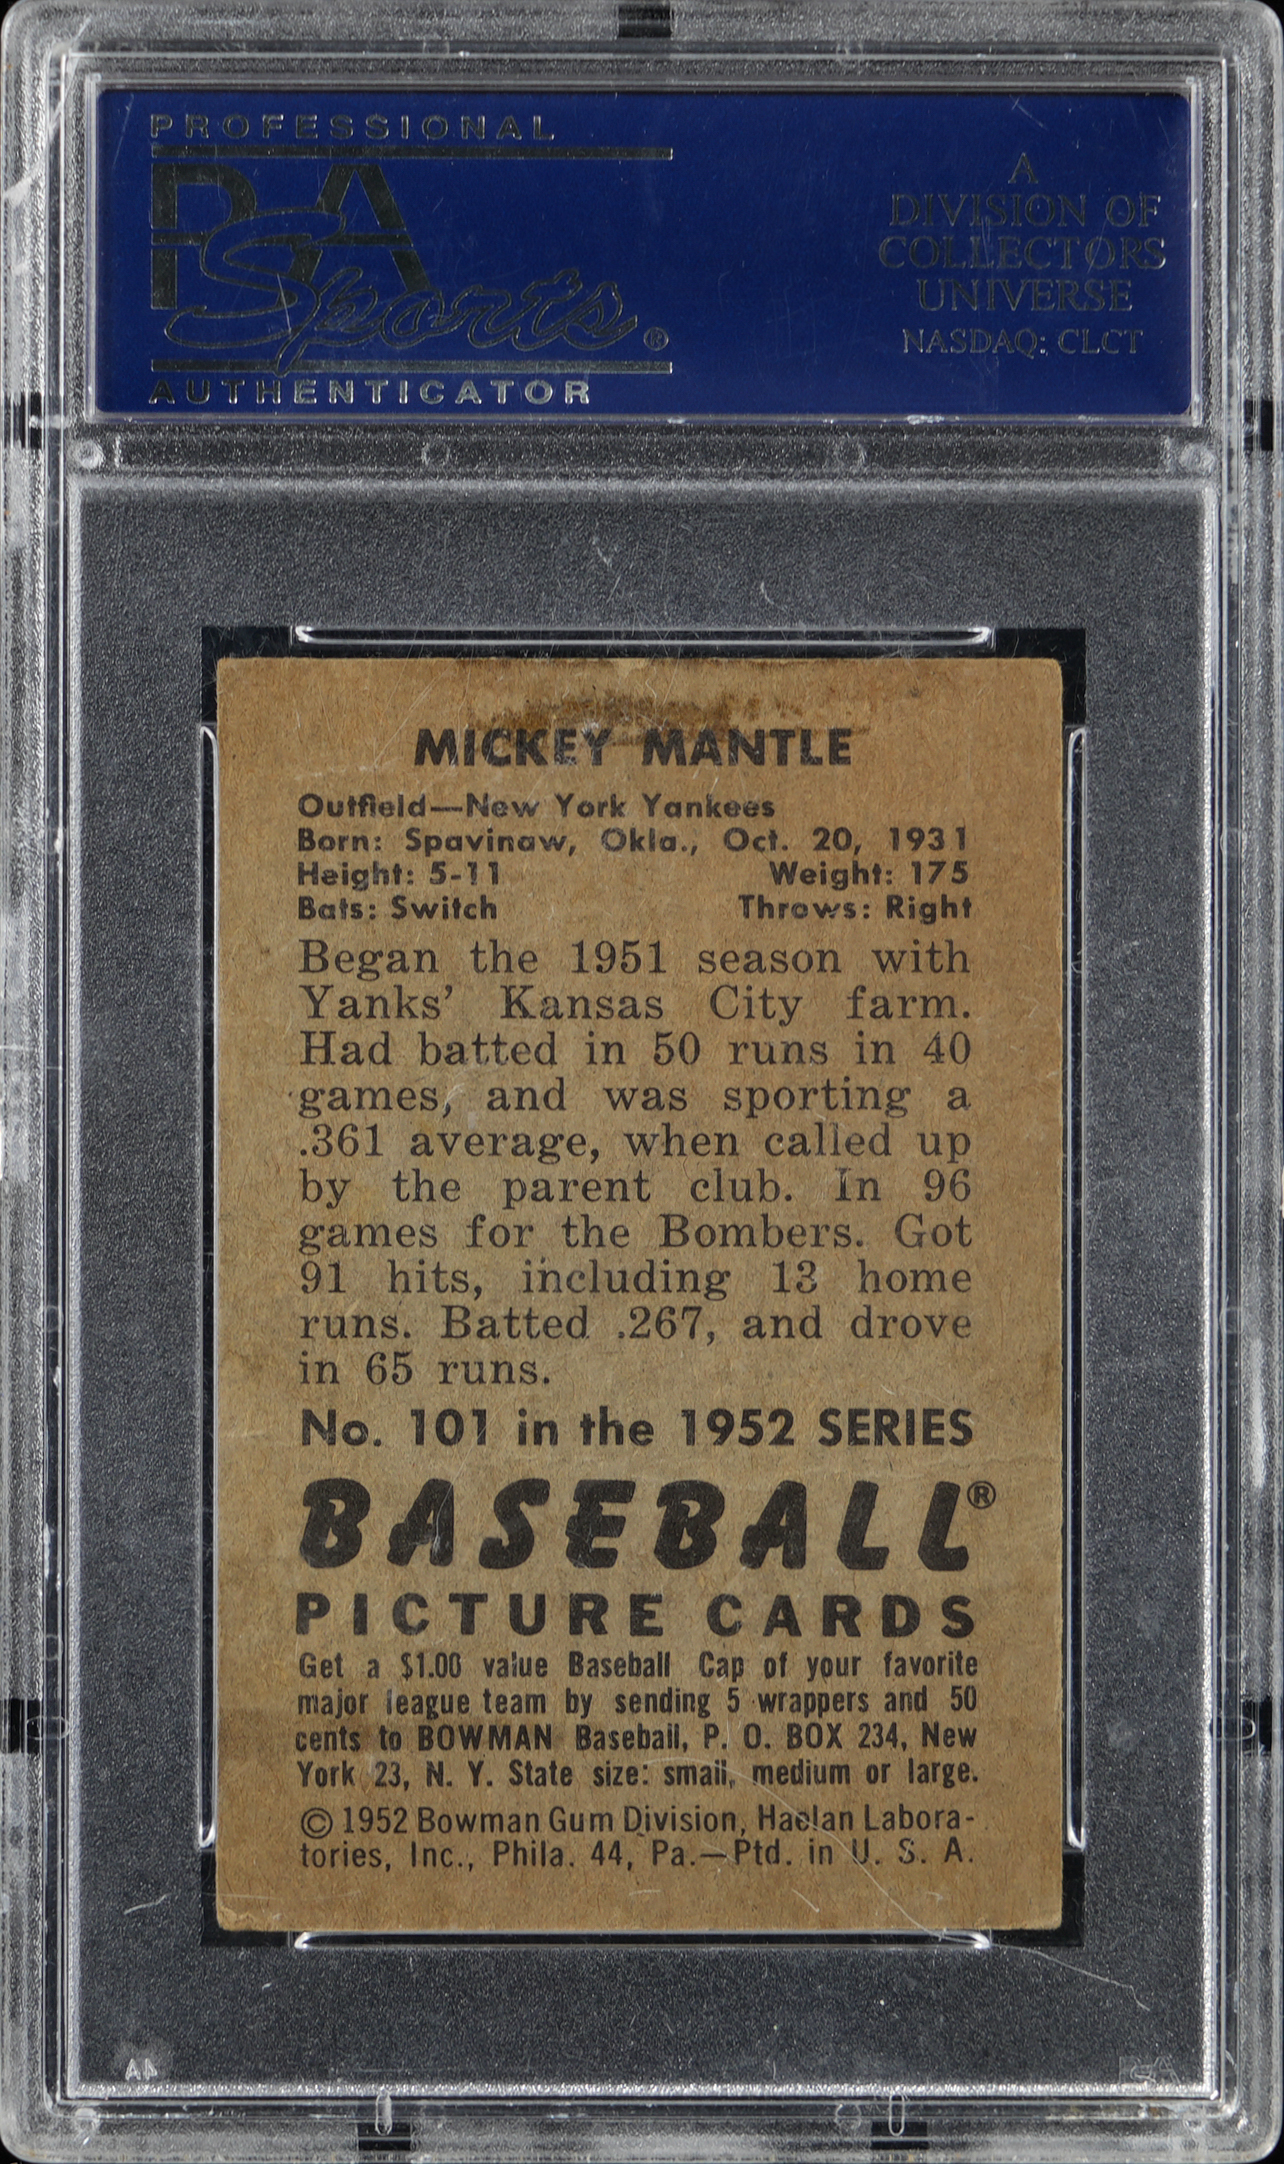 PROFESSIONAL
PSA
Sports®
AUTHENTICATOR
A
DIVISION OF
COLLECTORS
UNIVERSE
NASDAQ: CLCT
MICKEY MANTLE
Outfield—New York Yankees
Born: Spavinaw, Okla., Oct. 20, 1931
Height: 5-11 Weight: 175
Bats: Switch Throws: Right
Began the 1951 season with
Yanks' Kansas City farm.
Had batted in 50 runs in 40
games, and was sporting a
.361 average, when called up
by the parent club. In 96
games for the Bombers. Got
91 hits, including 13 home
runs. Batted .267, and drove
in 65 runs.
No. 101 in the 1952 SERIES
BASEBALL®
PICTURE CARDS
Get a $1.00 value Baseball Cap of your favorite
major league team by sending 5 wrappers and 50
cents to BOWMAN Baseball, P. O. BOX 234, New
York 23, N. Y. State size: small, medium or large.
© 1952 Bowman Gum Division, Haelan Labora-
tories, Inc., Phila. 44, Pa.—Ptd. in U. S. A.
PSA